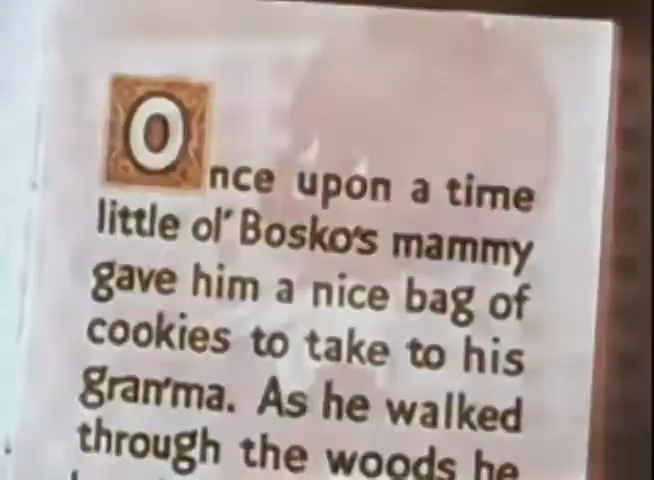 Once upon a time
little ol' Bosko's mammy
gave him a nice bag of
cookies to take to his
gran'ma. As he walked
through the woods he